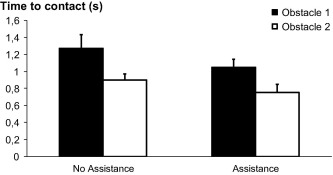 Time to contact (s)
Obstacle 1
Obstacle 2
1,6
1,4
1,2
1
0,8
0,6
0,4
0,2
0
No Assistance
Assistance